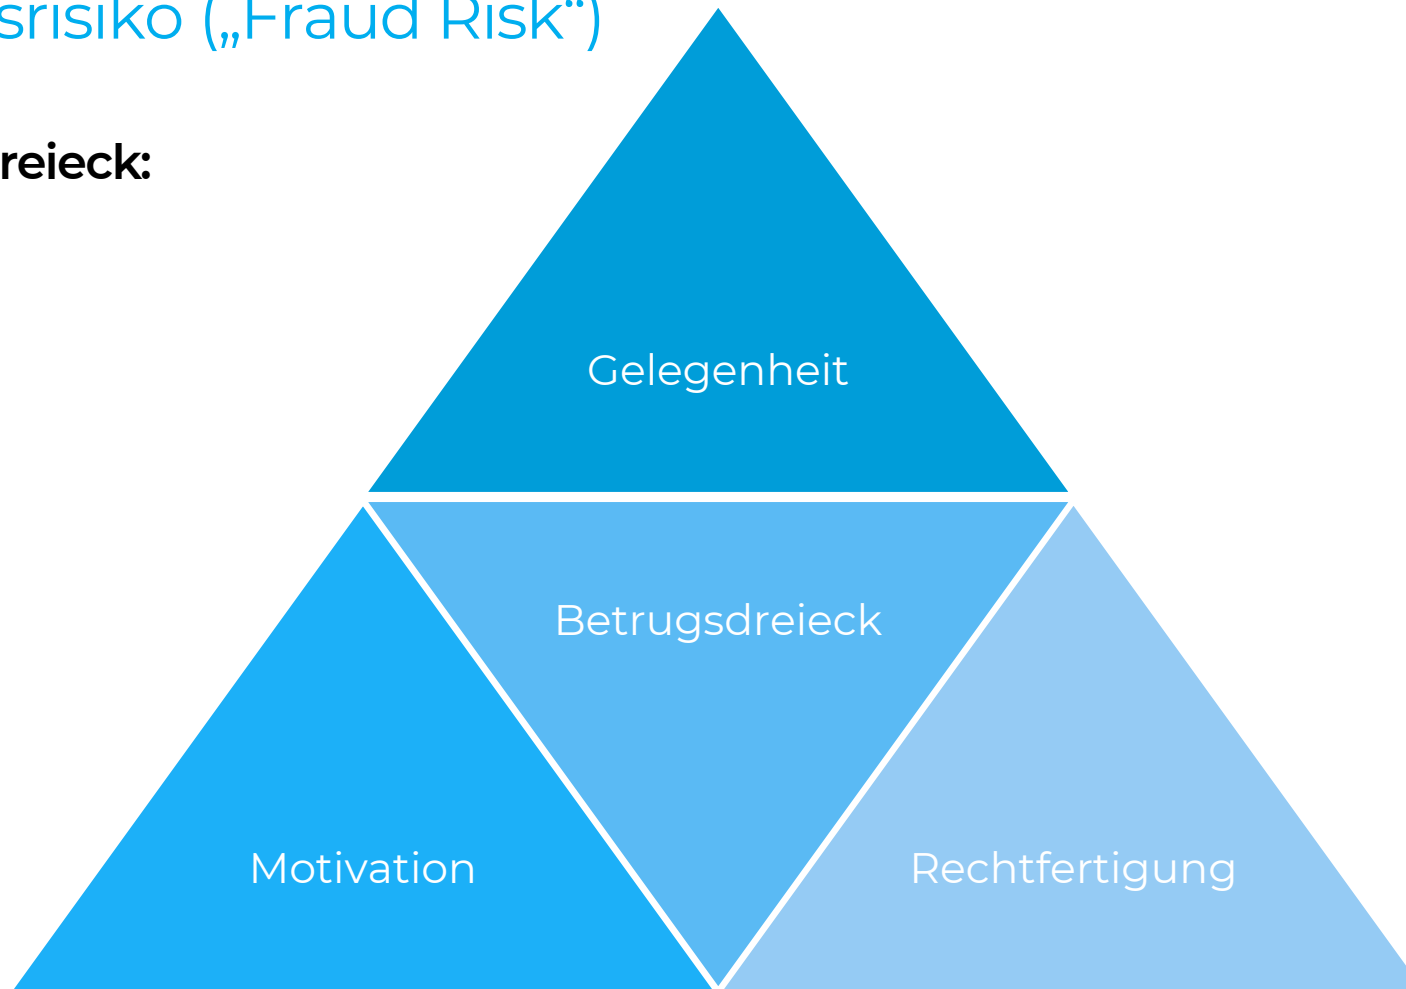 srisiko („Fraud Risk“)
reieck:
Gelegenheit
Betrugsdreieck
Motivation
Rechtfertigung